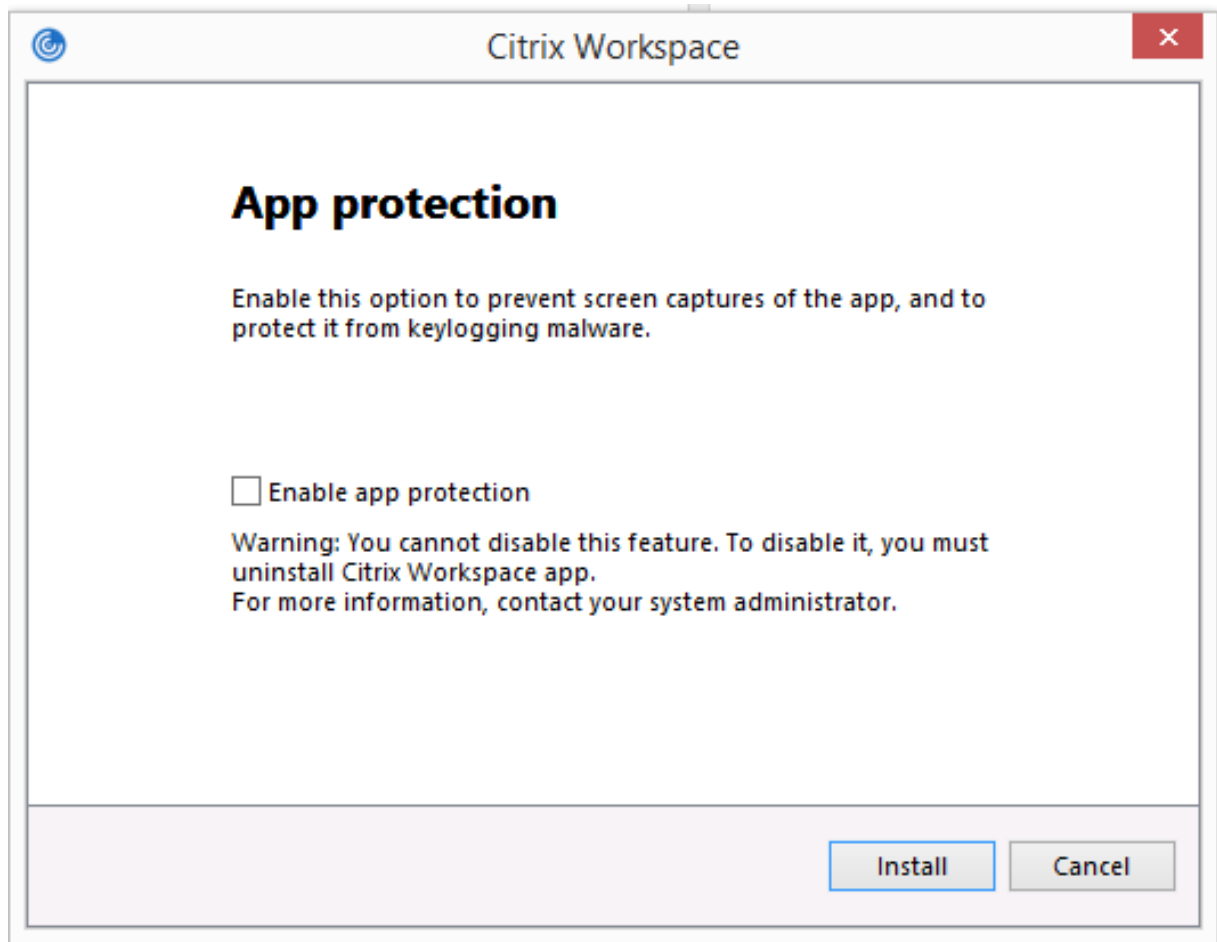 Citrix Workspace
App protection
Enable this option to prevent screen captures of the app, and to
protect it from keylogging malware.
Enable app protection
Warning: You cannot disable this feature. To disable it, you must
uninstall Citrix Workspace app.
For more information, contact your system administrator.
Install
Cancel